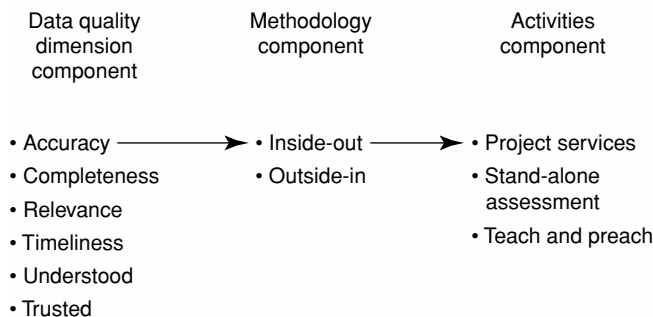 Data quality
dimension
component
Methodology
component
Activities
component
• Accuracy
• Completeness
• Relevance
• Timeliness
• Understood
• Trusted
• Inside-out
• Outside-in
• Project services
• Stand-alone
assessment
• Teach and preach